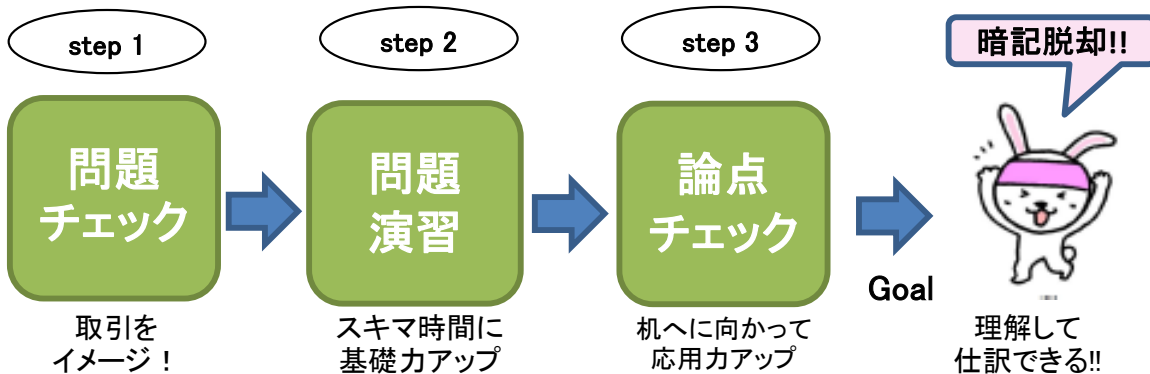 step 1
step 2
step 3
暗記脱却!!
問題
チェック
問題
演習
論点
チェック
Goal
取引を
イメージ！
スキマ時間に
基礎力アップ
机へに向かって
応用力アップ
理解して
仕訳できる!!